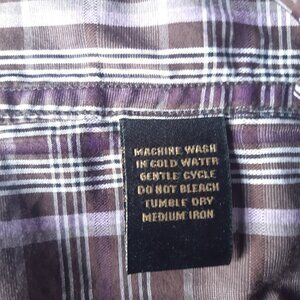 MACHINE WASH
IN COLD WATER
GENTLE CYCLE
DO NOT BLEACH
TUMBLE DRY
MEDIUM IRON